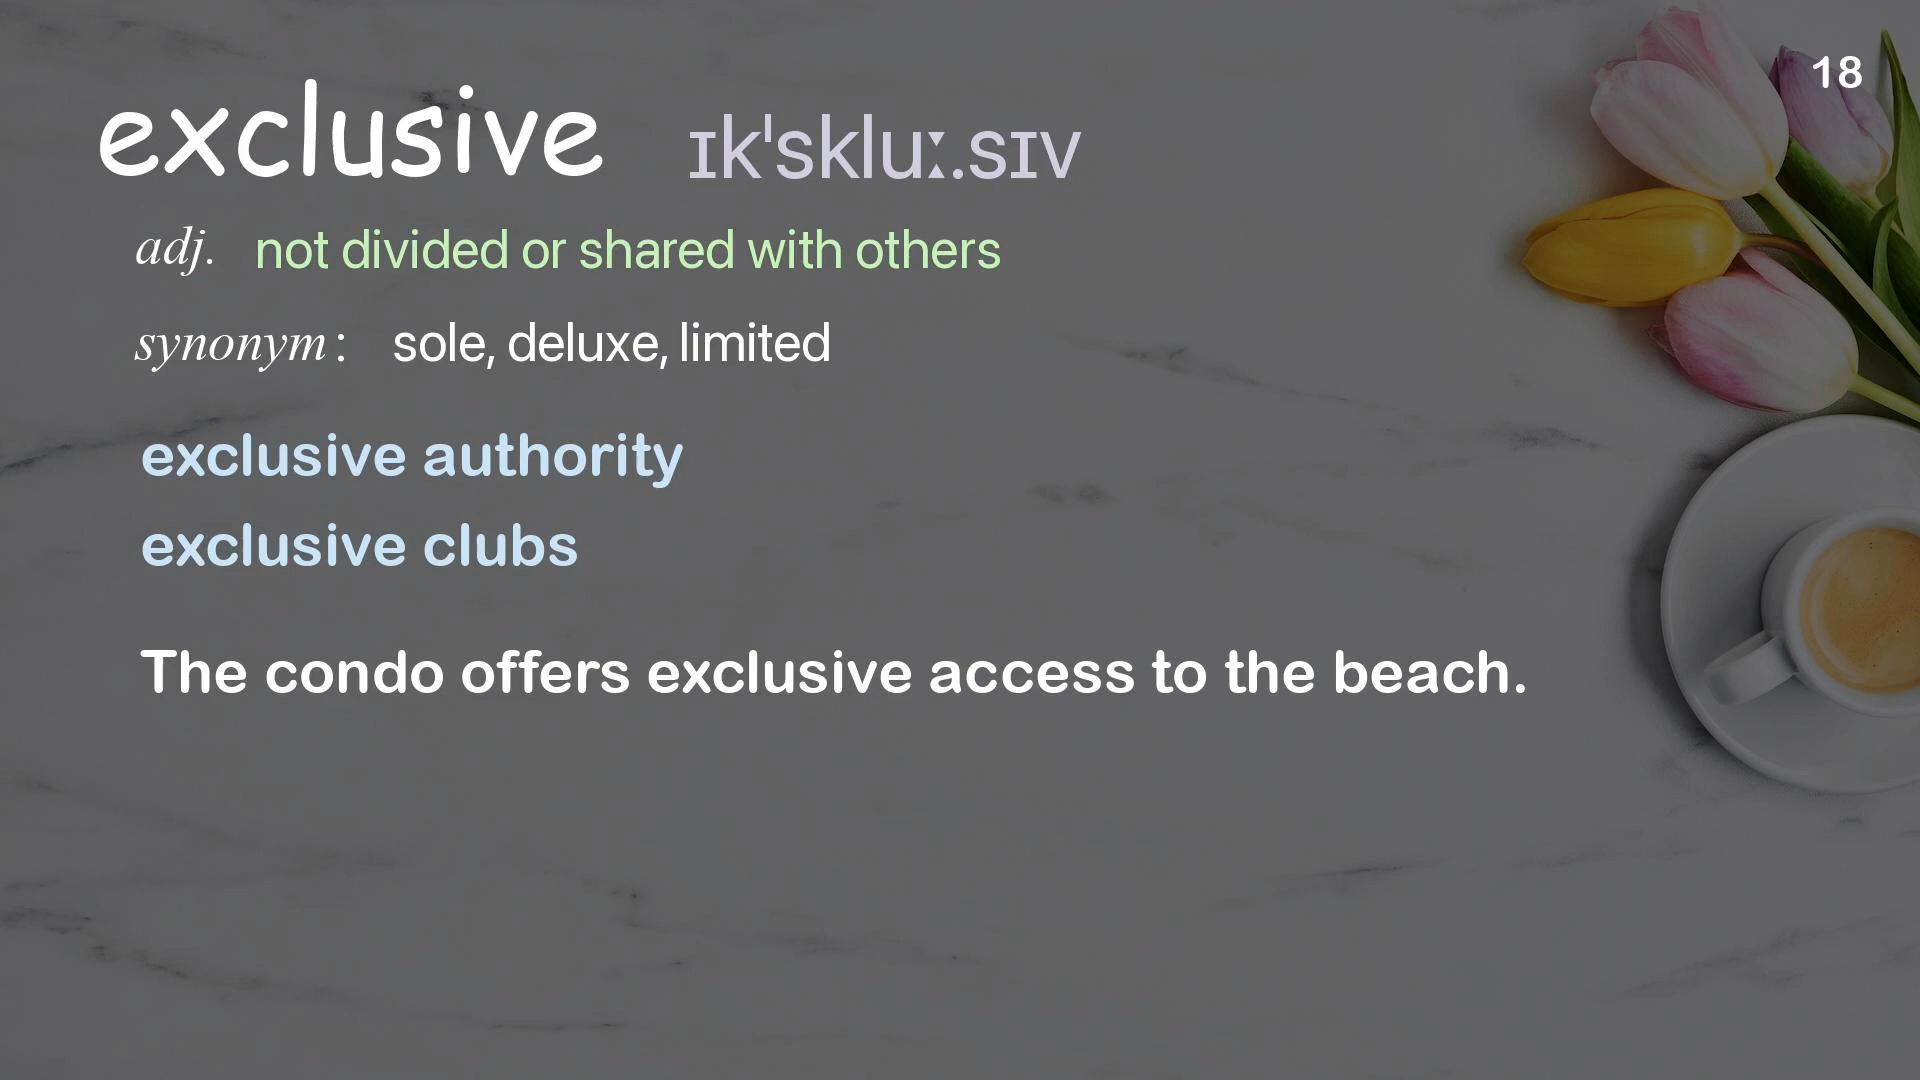 18
exclusive ɪkˈskluː.sɪv
adj. not divided or shared with others
synonym: sole, deluxe, limited
exclusive authority
exclusive clubs
The condo offers exclusive access to the beach.